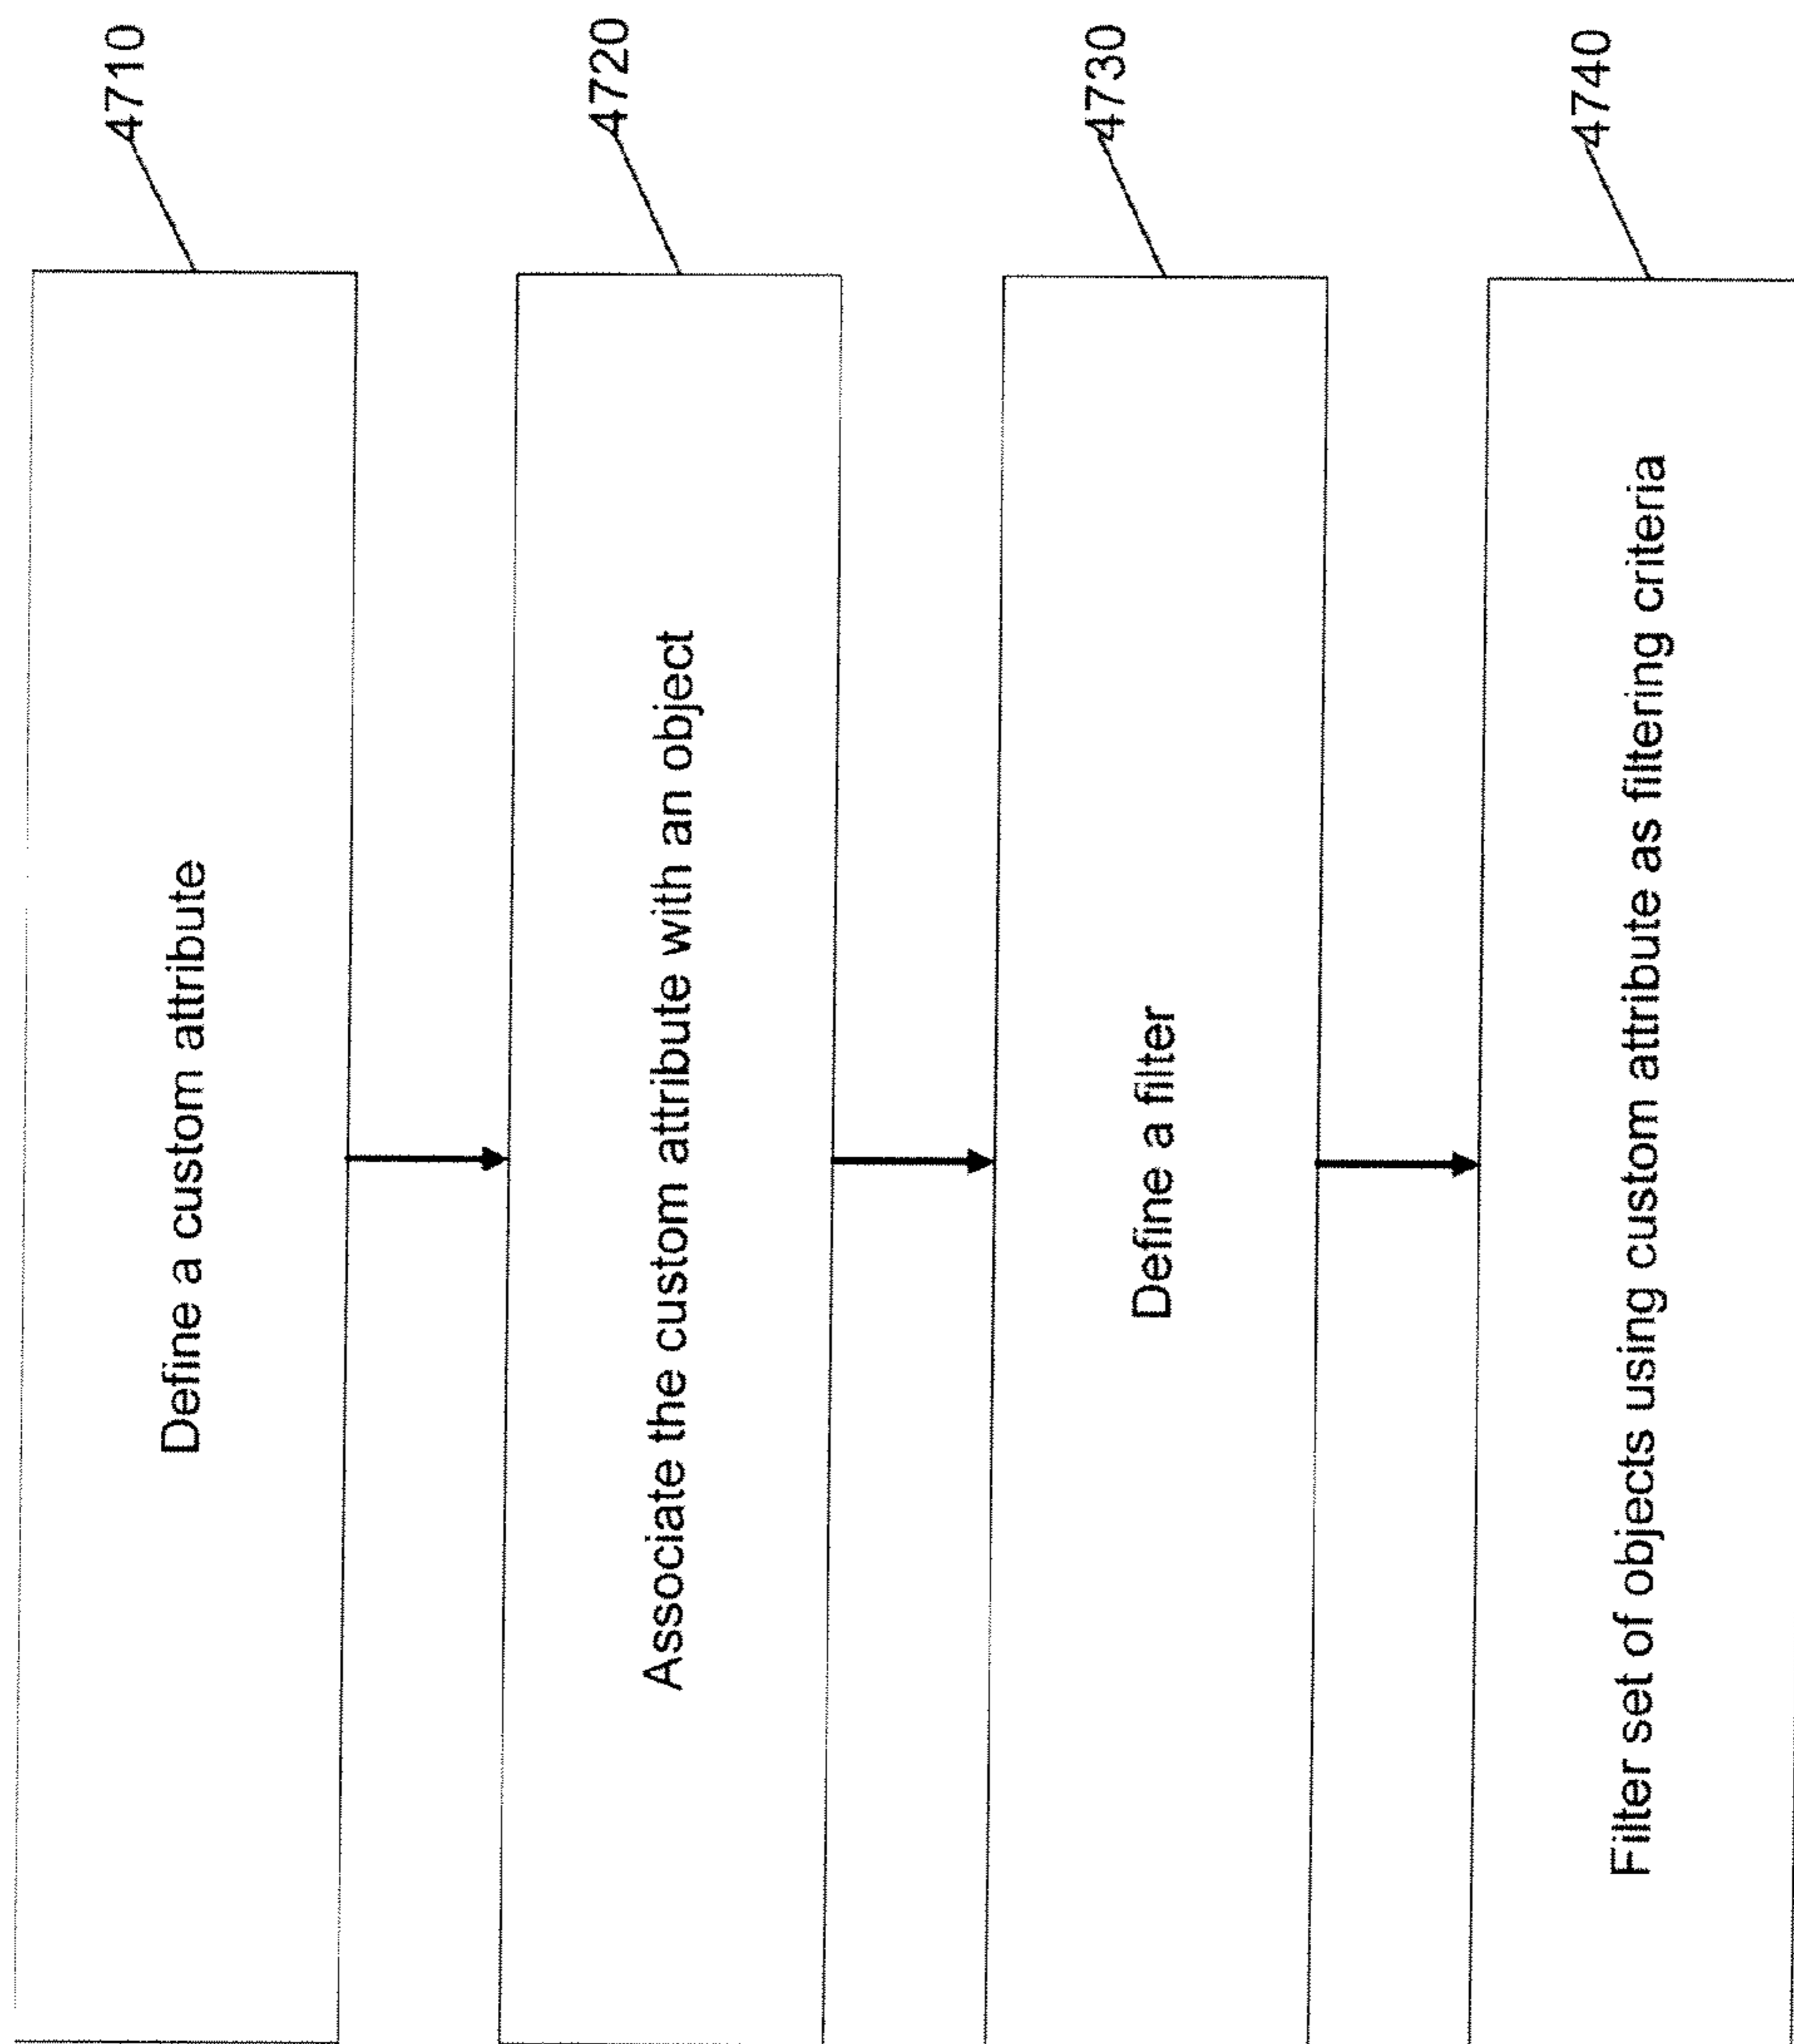 Define a custom attribute
4710
Associate the custom attribute with an object
4720
Define a filter
4730
Filter set of objects using custom attribute as filtering criteria
4740